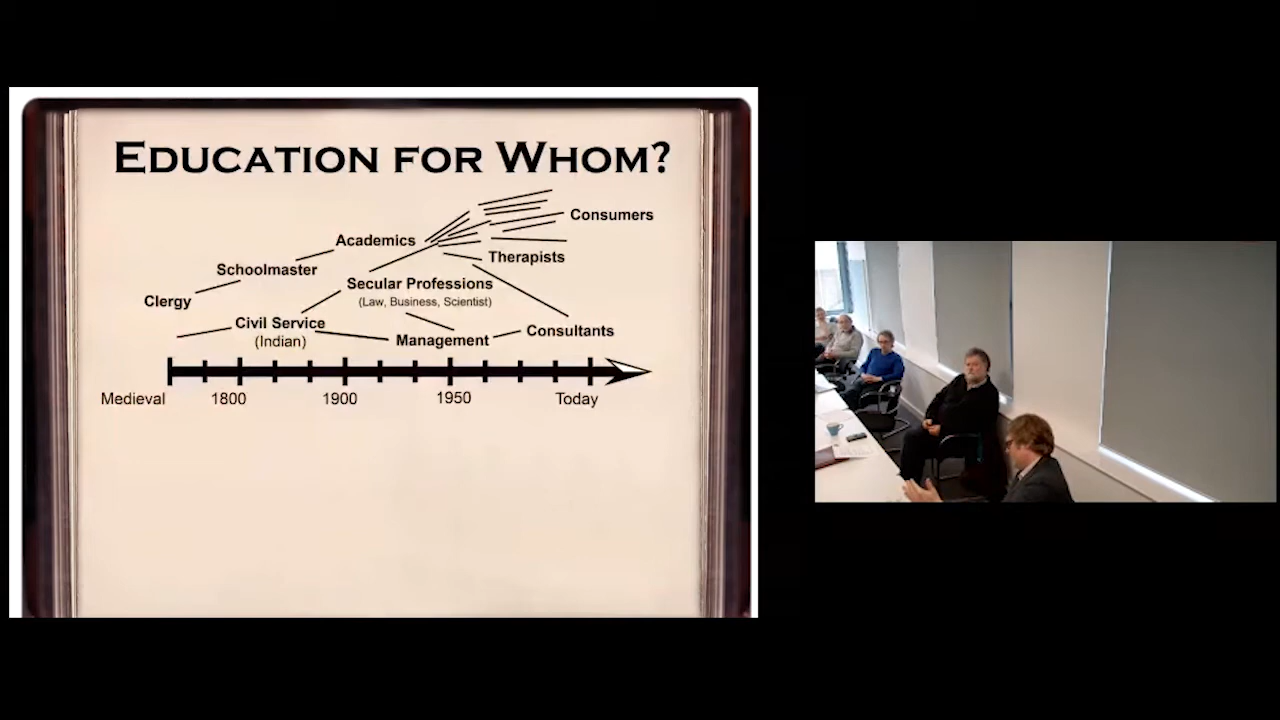 EDUCATION FOR WHOM?
Consumers
Academics
Therapists
Schoolmaster
Secular Professions
(Law, Business, Scientist)
Clergy
Civil Service
(Indian)
Management
Consultants
Medieval
1800
1900
1950
Today